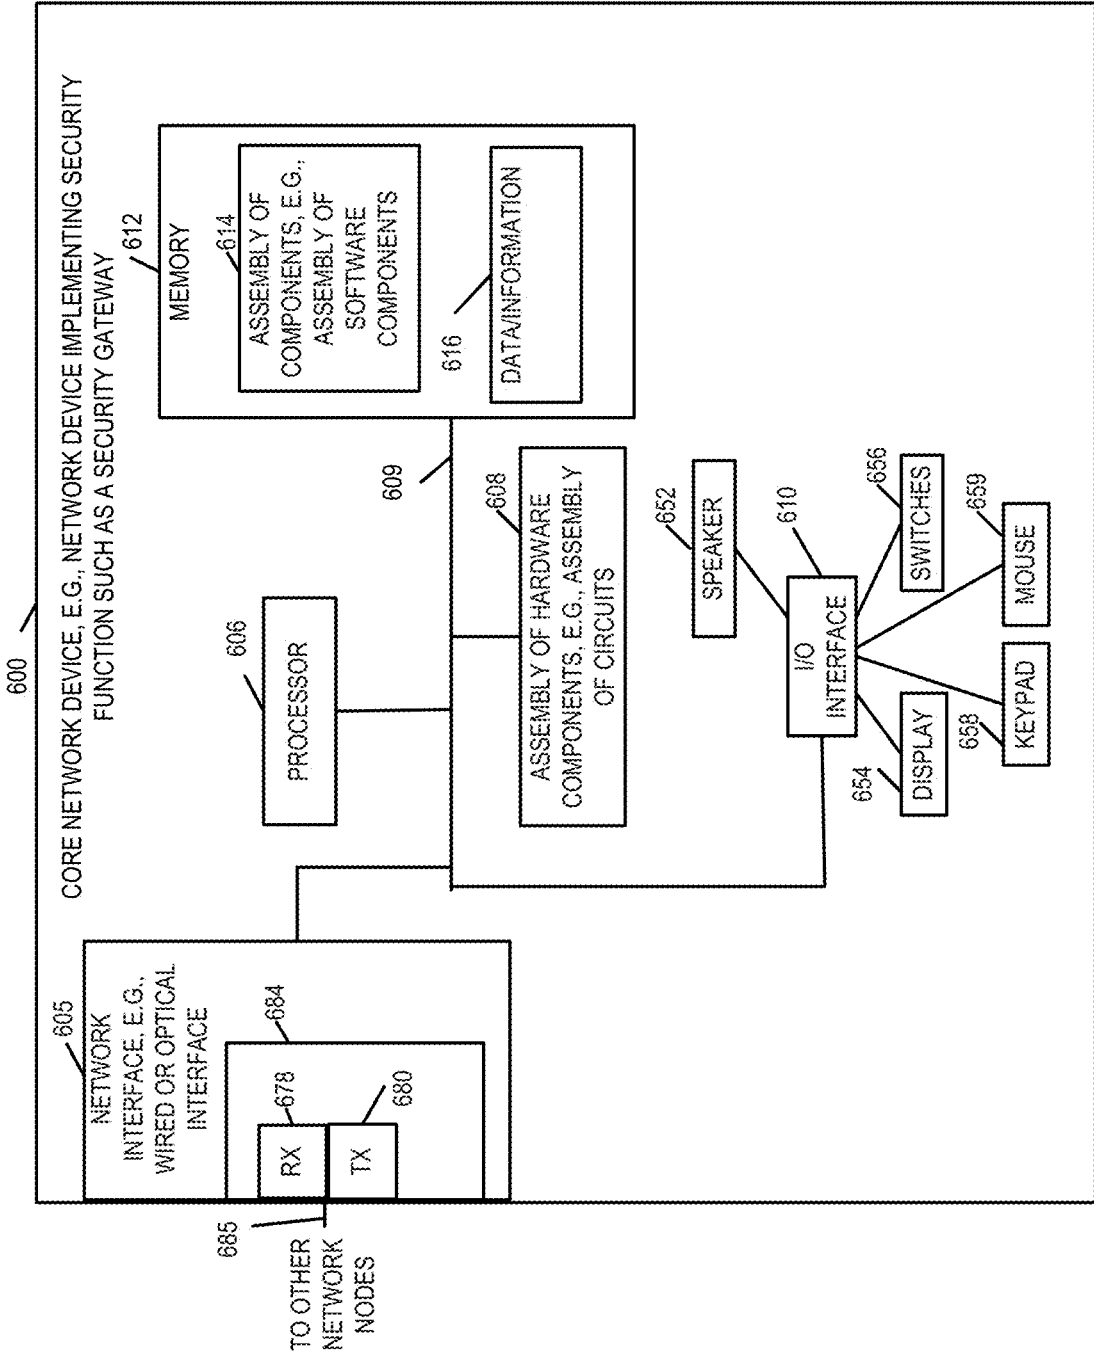 600
CORE NETWORK DEVICE, E.G., NETWORK DEVICE IMPLEMENTING SECURITY
FUNCTION SUCH AS A SECURITY GATEWAY
605
NETWORK
INTERFACE, E.G.,
WIRED OR OPTICAL
INTERFACE
684
678
RX
680
TX
685
TO OTHER
NETWORK
NODES
606
PROCESSOR
612
MEMORY
614
ASSEMBLY OF
COMPONENTS, E.G.,
ASSEMBLY OF
SOFTWARE
COMPONENTS
616
DATA/INFORMATION
609
608
ASSEMBLY OF HARDWARE
COMPONENTS, E.G., ASSEMBLY
OF CIRCUITS
652
SPEAKER
610
I/O
INTERFACE
654
DISPLAY
656
SWITCHES
658
KEYPAD
659
MOUSE